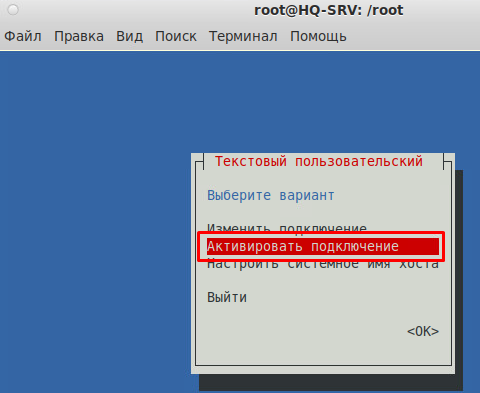 root@HQ-SRV: /root
Файл Правка Вид Поиск Терминал Помощь
Текстовый пользовательский
Выберите вариант
Изменить подключение
Активировать подключение
Настроить системное имя хоста
Выйти
<OK>